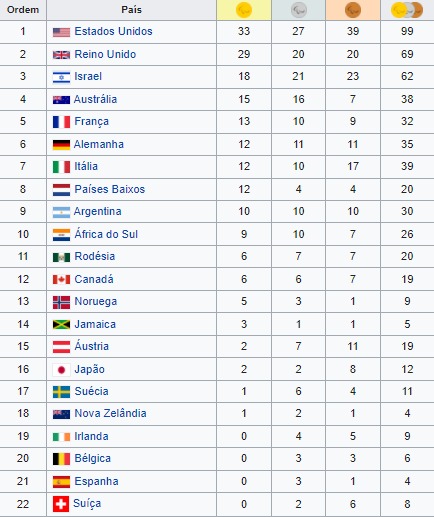 Ordem País
1 Estados Unidos 33 27 39 99
2 Reino Unido 29 20 20 69
3 Israel 18 21 23 62
4 Austrália 15 16 7 38
5 França 13 10 9 32
6 Alemanha 12 11 11 35
7 Itália 12 10 17 39
8 Países Baixos 12 4 4 20
9 Argentina 10 10 10 30
10 África do Sul 9 10 7 26
11 Rodésia 6 7 7 20
12 Canadá 6 6 7 19
13 Noruega 5 3 1 9
14 Jamaica 3 1 1 5
15 Áustria 2 7 11 19
16 Japão 2 2 8 12
17 Suécia 1 6 4 11
18 Nova Zelândia 1 2 1 4
19 Irlanda 0 4 5 9
20 Bélgica 0 3 3 6
21 Espanha 0 3 1 4
22 Suíça 0 2 6 8